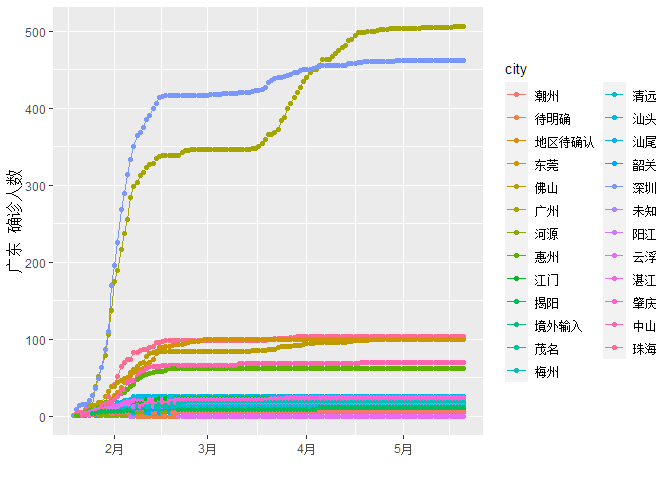 500
400
300
200
100
0
广东 确诊人数
2月
3月
4月
5月
city
潮州
待明确
地区待确认
东莞
佛山
广州
河源
惠州
江门
揭阳
境外输入
茂名
梅州
清远
汕头
汕尾
韶关
深圳
未知
阳江
云浮
湛江
肇庆
中山
珠海